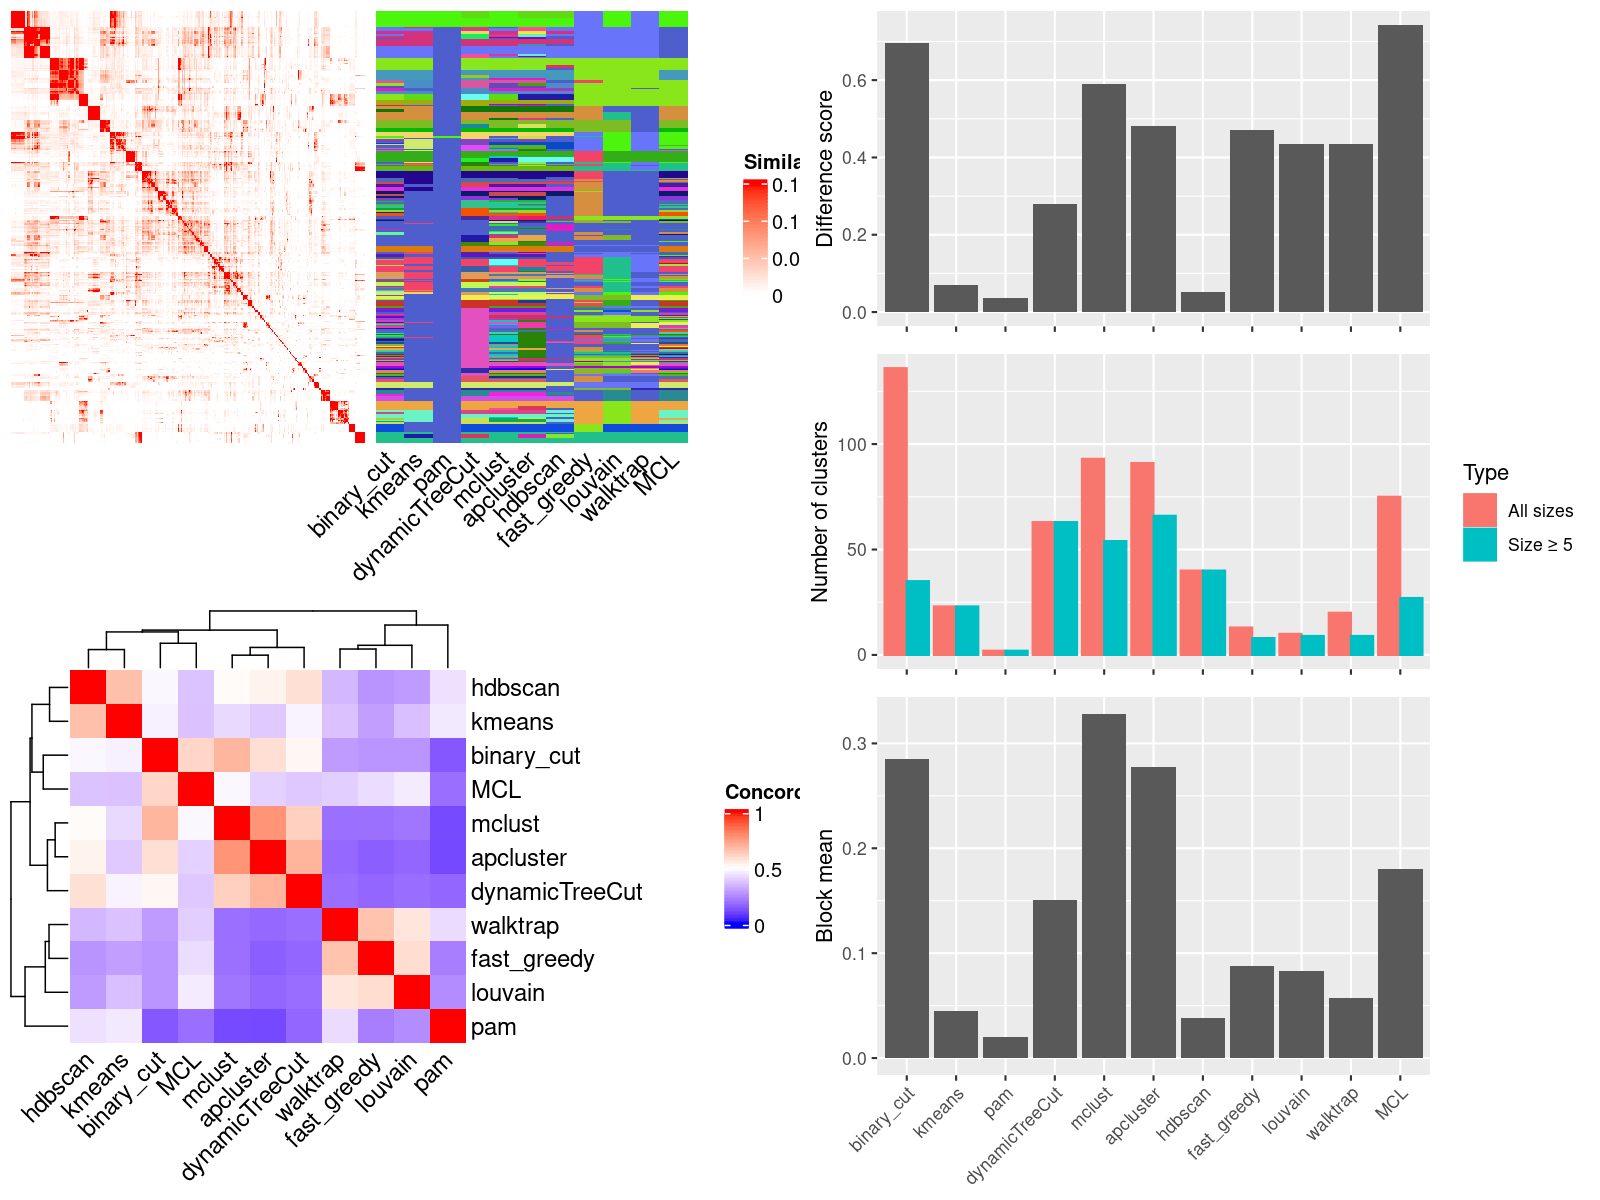 Simila
0.1
0.1
0.0
0
binary_cut
kmeans
pam
dynamicTreeCut
mclust
apcluster
hdbscan
fast_greedy
louvain
walktrap
MCL
hdbscan
kmeans
binary_cut
MCL
mclust
apcluster
dynamicTreeCut
walktrap
fast_greedy
louvain
pam
hdbscan
kmeans
binary_cut
MCL
mclust
apcluster
dynamicTreeCut
walktrap
fast_greedy
louvain
pam
Concord
1
0.5
0
Difference score
0.6
0.4
0.2
0.0
Number of clusters
100
50
0
Type
All sizes
Size ≥ 5
Block mean
0.3
0.2
0.1
0.0
binary_cut
kmeans
pam
dynamicTreeCut
mclust
apcluster
hdbscan
fast_greedy
louvain
walktrap
MCL